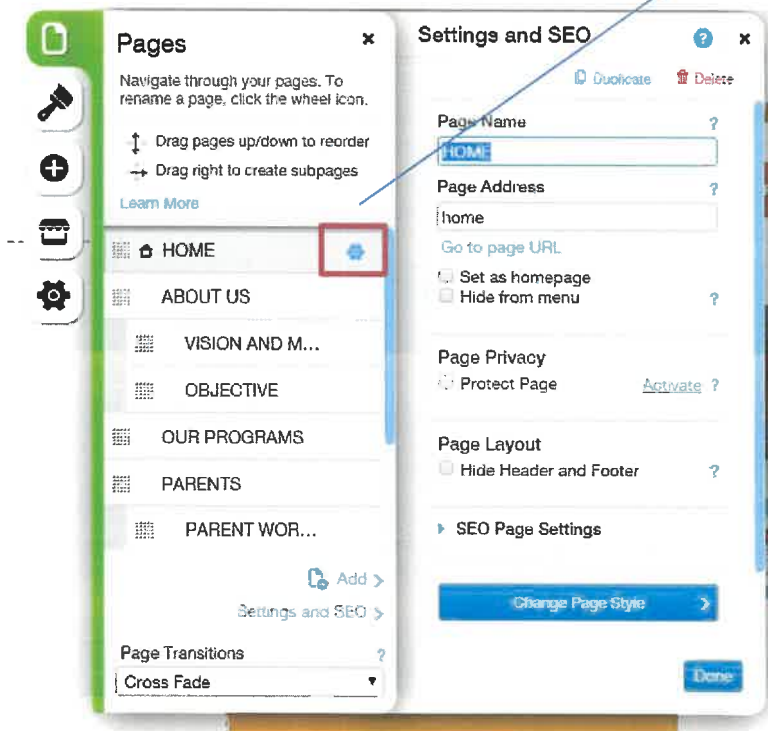 Pages
Navigate through your pages. To
rename a page, click the wheel icon.
Drag pages up/down to reorder
Drag right to create subpages
Learn More
HOME
ABOUT US
VISION AND M...
OBJECTIVE
OUR PROGRAMS
PARENTS
PARENT WOR...
Add >
Settings and SEO >
Page Transitions ?
Cross Fade
Settings and SEO ?
Duplicate Delete
Page Name ?
HOME
Page Address ?
home
Go to page URL
Set as homepage
Hide from menu ?
Page Privacy
Protect Page Activate ?
Page Layout
Hide Header and Footer ?
SEO Page Settings
Change Page Style >
Done